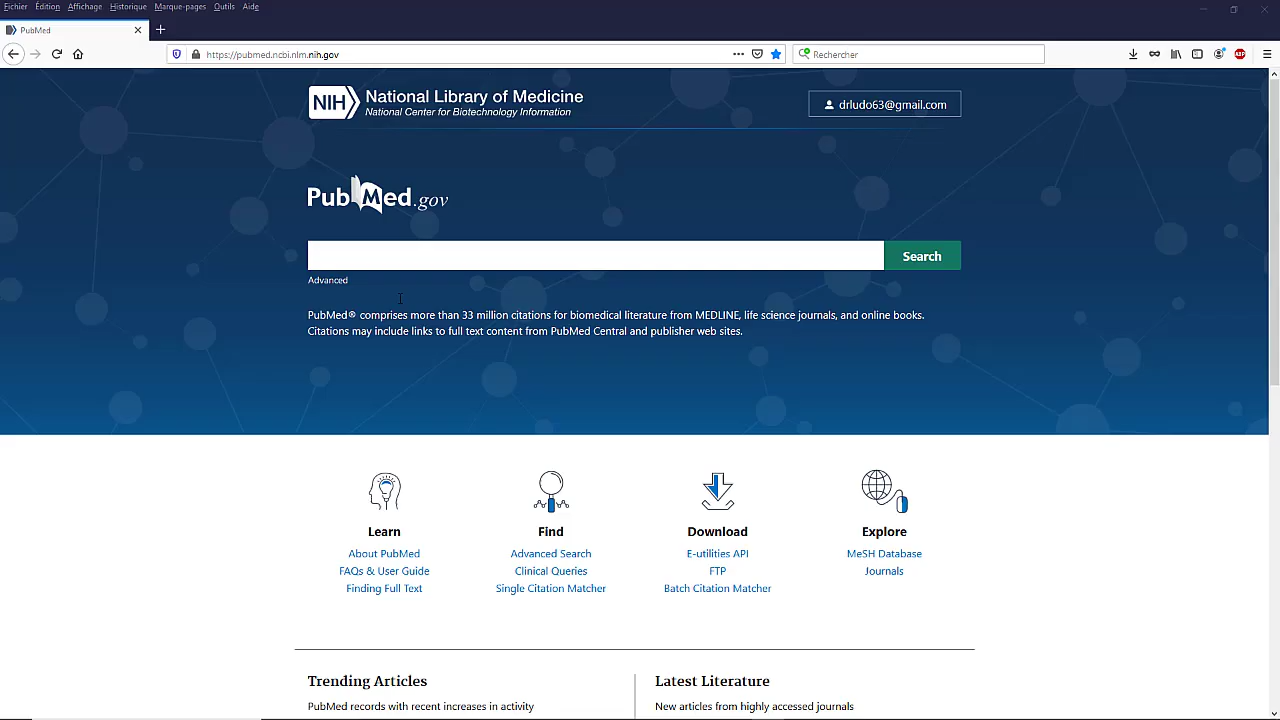 Fichier Édition Affichage Historique Marque-pages Outils Aide
PubMed
https://pubmed.ncbi.nlm.nih.gov
Rechercher
ABP
NIH National Library of Medicine
National Center for Biotechnology Information
drludo63@gmail.com
PubMed.gov
Search
Advanced
PubMed® comprises more than 33 million citations for biomedical literature from MEDLINE, life science journals, and online books.
Citations may include links to full text content from PubMed Central and publisher web sites.
Learn
About PubMed
FAQs & User Guide
Finding Full Text
Find
Advanced Search
Clinical Queries
Single Citation Matcher
Download
E-utilities API
FTP
Batch Citation Matcher
Explore
MeSH Database
Journals
Trending Articles
PubMed records with recent increases in activity
Latest Literature
New articles from highly accessed journals